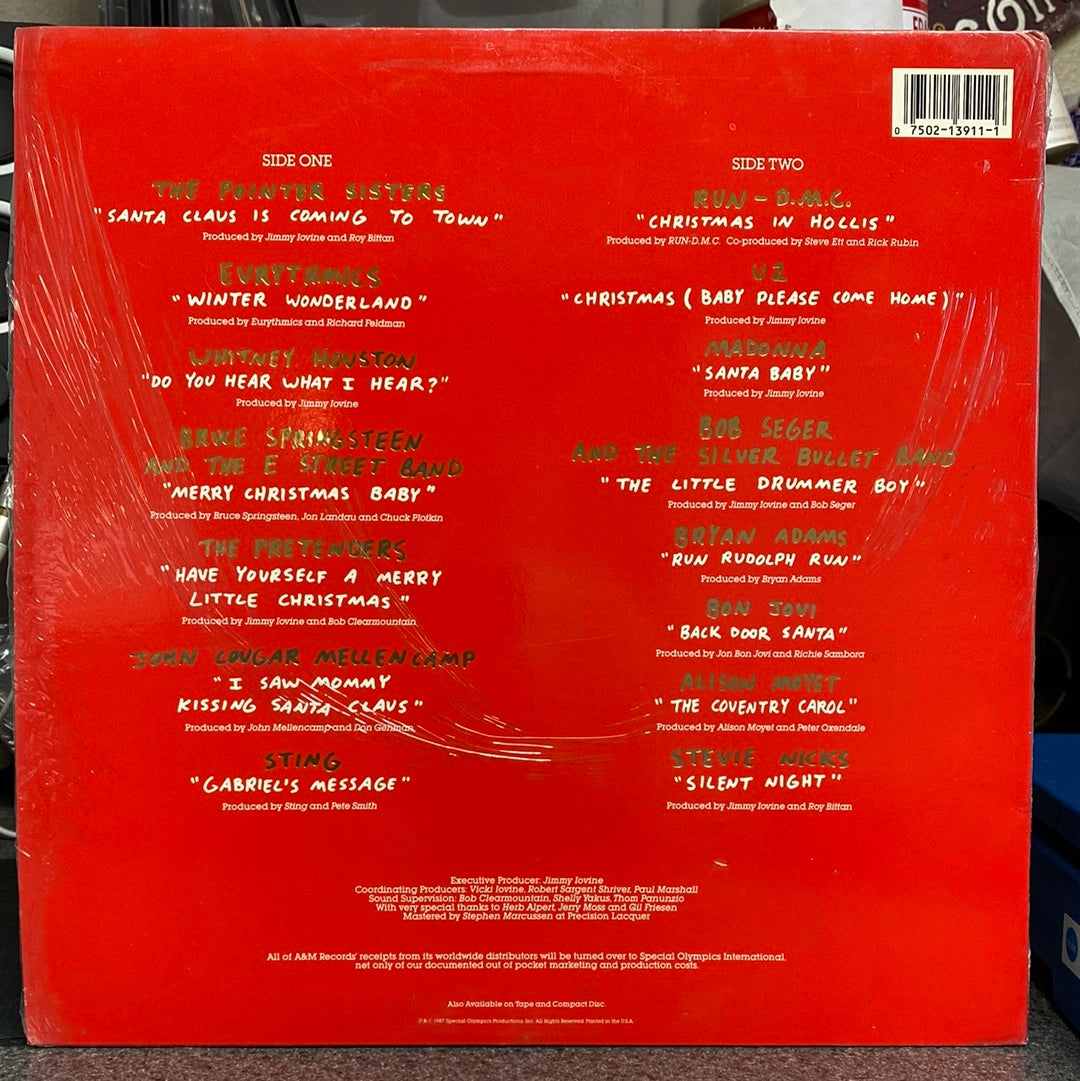 0 7502-13911-1
SIDE ONE
THE POINTER SISTERS
"SANTA CLAUS IS COMING TO TOWN"
Produced by Jimmy Iovine and Roy Bittan
EURYTHMICS
"WINTER WONDERLAND"
Produced by Eurythmics and Richard Feldman
WHITNEY HOUSTON
"DO YOU HEAR WHAT I HEAR?"
Produced by Jimmy Iovine
BRUCE SPRINGSTEEN
AND THE E STREET BAND
"MERRY CHRISTMAS BABY"
Produced by Bruce Springsteen, Jon Landau and Chuck Plotkin
THE PRETENDERS
"HAVE YOURSELF A MERRY
LITTLE CHRISTMAS"
Produced by Jimmy Iovine and Bob Clearmountain
JOHN COUGAR MELLENCAMP
"I SAW MOMMY
KISSING SANTA CLAUS"
Produced by John Mellencamp and Don Gehman
STING
"GABRIEL'S MESSAGE"
Produced by Sting and Pete Smith
SIDE TWO
RUN-D.M.C.
"CHRISTMAS IN HOLLIS"
Produced by RUN-D.M.C. Co-produced by Steve Ett and Rick Rubin
U2
"CHRISTMAS (BABY PLEASE COME HOME)"
Produced by Jimmy Iovine
MADONNA
"SANTA BABY"
Produced by Jimmy Iovine
BOB SEGER
AND THE SILVER BULLET BAND
"THE LITTLE DRUMMER BOY"
Produced by Jimmy Iovine and Bob Seger
BRYAN ADAMS
"RUN RUDOLPH RUN"
Produced by Bryan Adams
BON JOVI
"BACK DOOR SANTA"
Produced by Jon Bon Jovi and Richie Sambora
ALISON MOYET
"THE COVENTRY CAROL"
Produced by Alison Moyet and Peter Oxendale
STEVIE NICKS
"SILENT NIGHT"
Produced by Jimmy Iovine and Roy Bittan
Executive Producer: Jimmy Iovine
Coordinating Producers: Vicki Iovine, Robert Sargent Shriver, Paul Marshall
Sound Supervision: Bob Clearmountain, Shelly Yakus, Thom Panunzio
With very special thanks to Herb Alpert, Jerry Moss and Gil Friesen
Mastered by Stephen Marcussen at Precision Lacquer
All of A&M Records' receipts from its worldwide distributors will be turned over to Special Olympics International,
net only of our documented out of pocket marketing and production costs.
Also Available on Tape and Compact Disc.
℗ & © 1987 Special Olympics Productions, Inc. All Rights Reserved. Printed in the U.S.A.